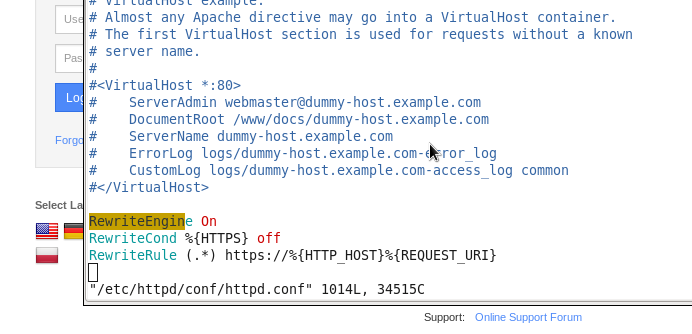 # VirtualHost example:
# Almost any Apache directive may go into a VirtualHost container.
# The first VirtualHost section is used for requests without a known
# server name.
#
#<VirtualHost *:80>
#    ServerAdmin webmaster@dummy-host.example.com
#    DocumentRoot /www/docs/dummy-host.example.com
#    ServerName dummy-host.example.com
#    ErrorLog logs/dummy-host.example.com-error_log
#    CustomLog logs/dummy-host.example.com-access_log common
#</VirtualHost>
RewriteEngine On
RewriteCond %{HTTPS} off
RewriteRule (.*) https://%{HTTP_HOST}%{REQUEST_URI}
"/etc/httpd/conf/httpd.conf" 1014L, 34515C
Use
Pas
Log
Forgo
Select La
Support: Online Support Forum